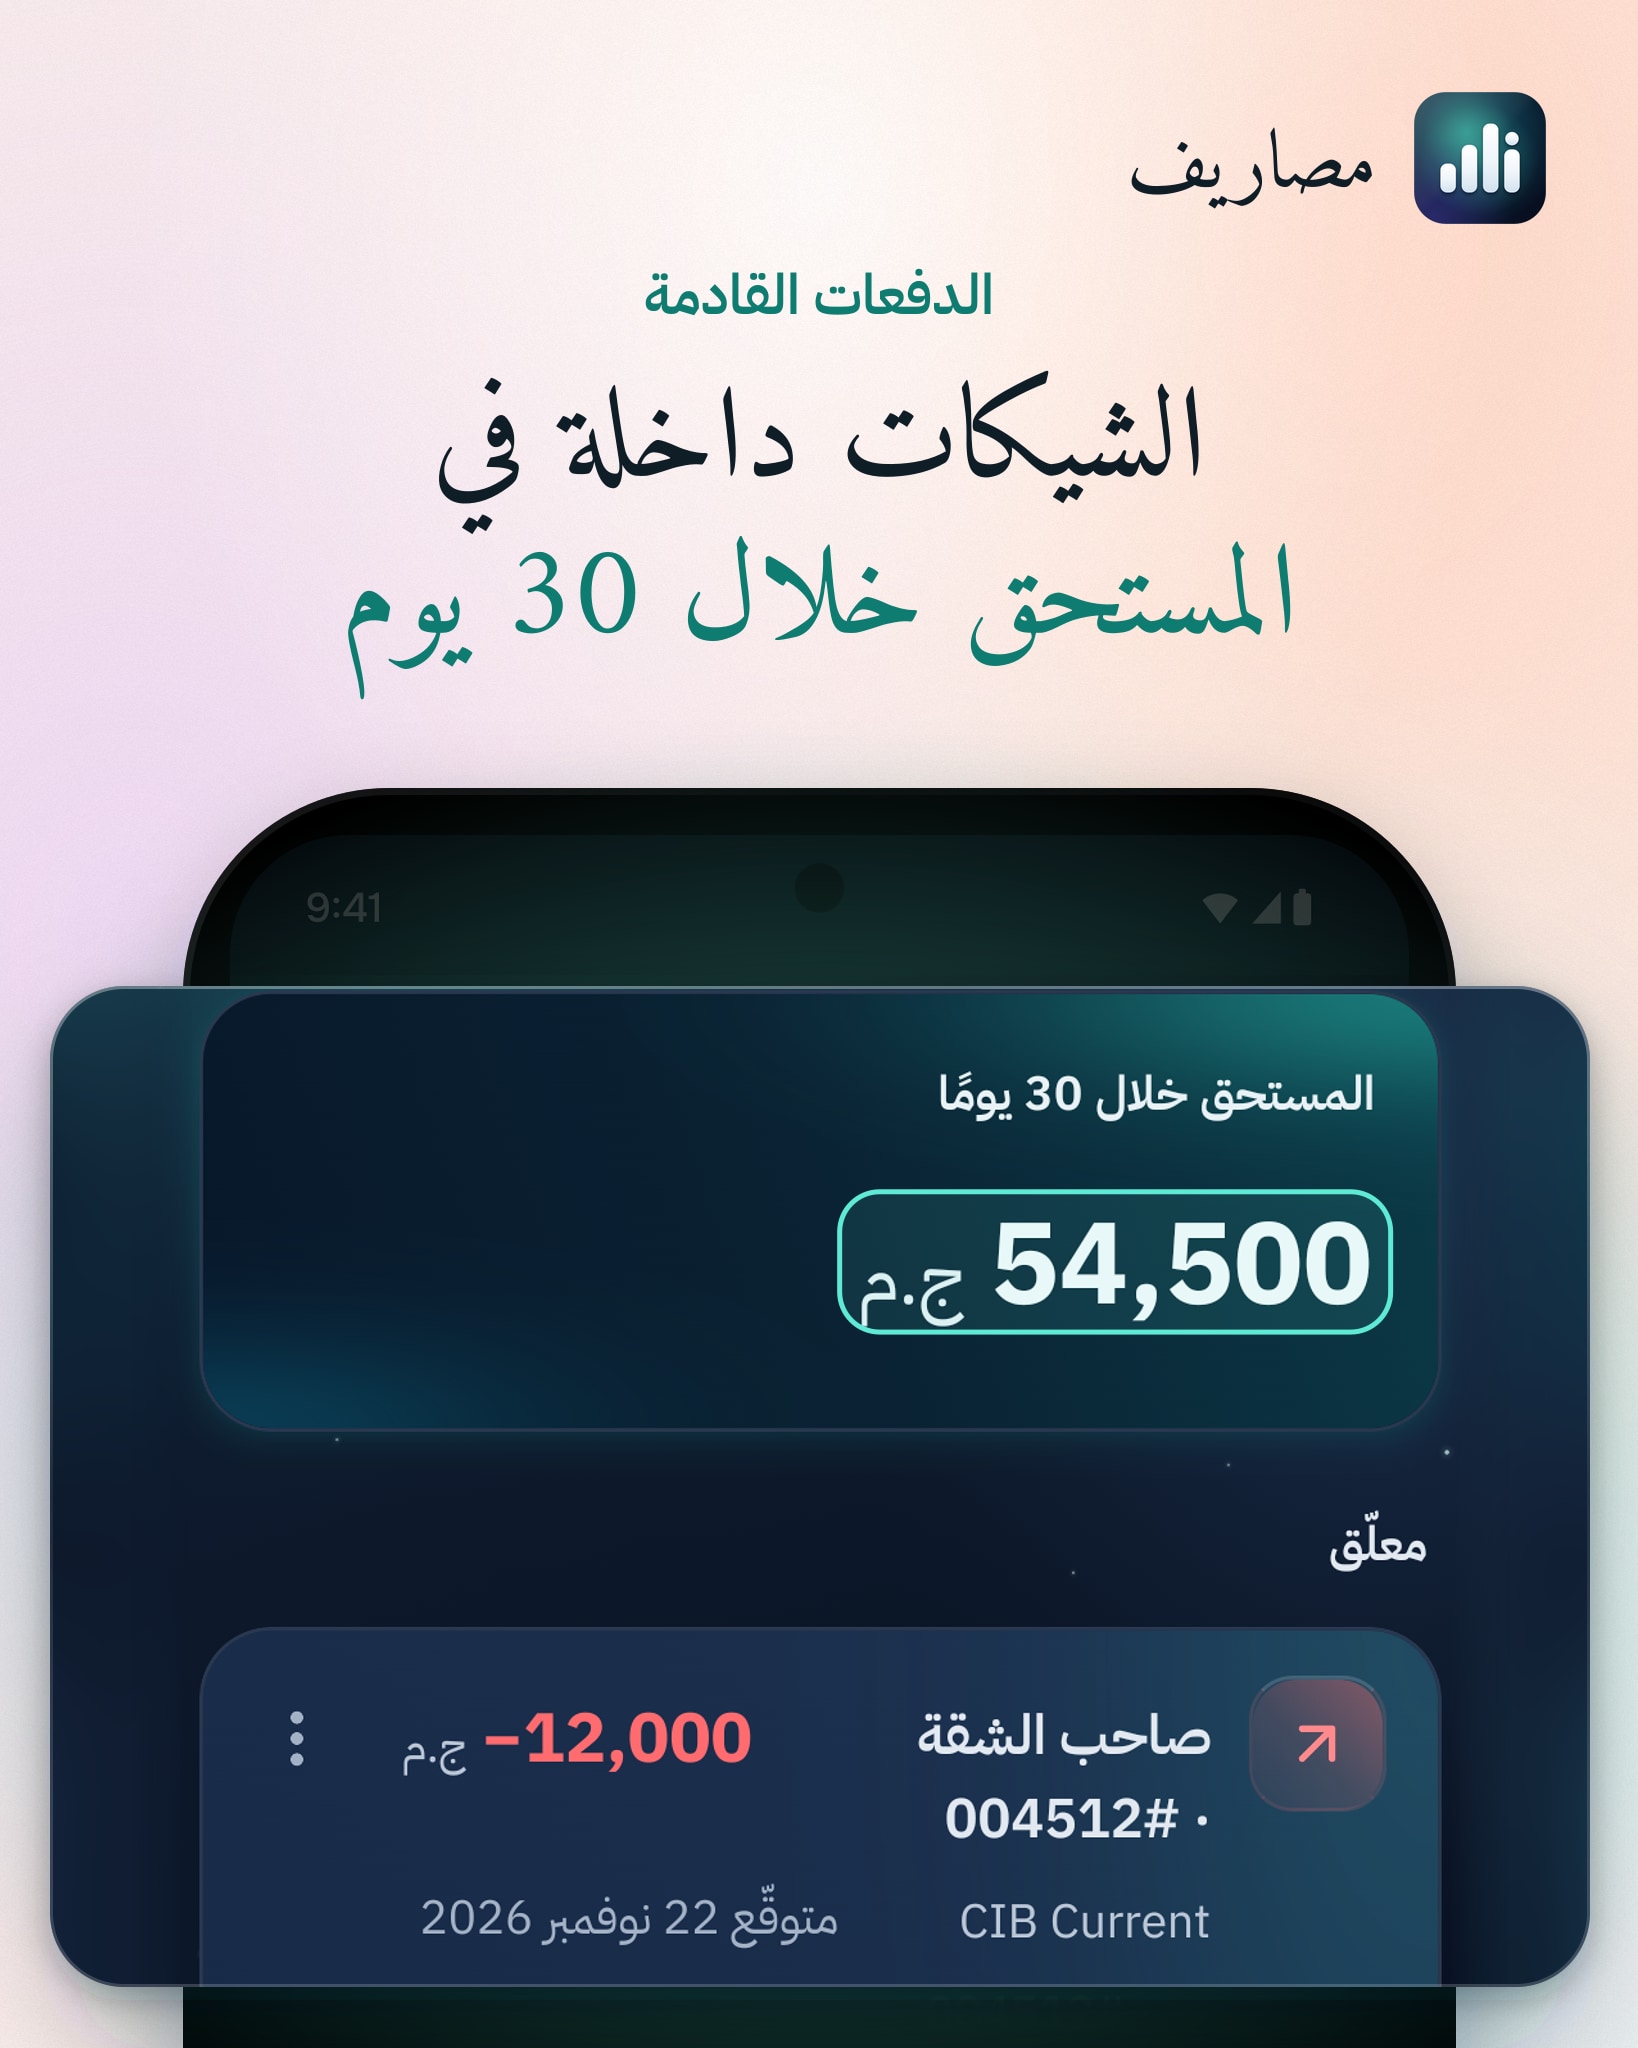 مصاريف
الدفعات القادمة
الشيكات داخلة في
المستحق خلال 30 يوم
9:41
المستحق خلال 30 يومًا
54,500 ج.م
معلّق
صاحب الشقة
· #004512
−12,000 ج.م
CIB Current
متوقّع 22 نوفمبر 2026